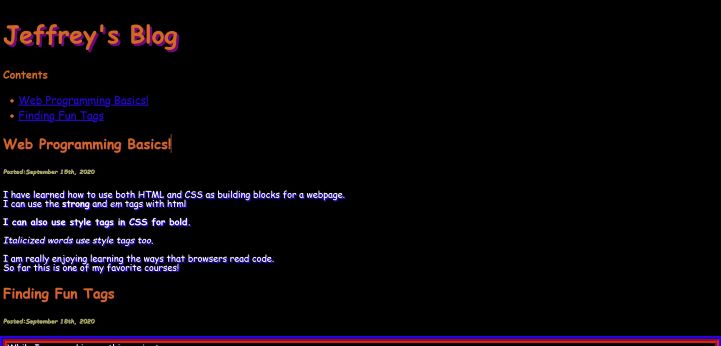 Jeffrey's Blog
Contents
Web Programming Basics!
Finding Fun Tags
Web Programming Basics!
Posted:September 15th, 2020
I have learned how to use both HTML and CSS as building blocks for a webpage.
I can use the strong and em tags with html
I can also use style tags in CSS for bold.
Italicized words use style tags too.
I am really enjoying learning the ways that browsers read code.
So far this is one of my favorite courses!
Finding Fun Tags
Posted:September 18th, 2020